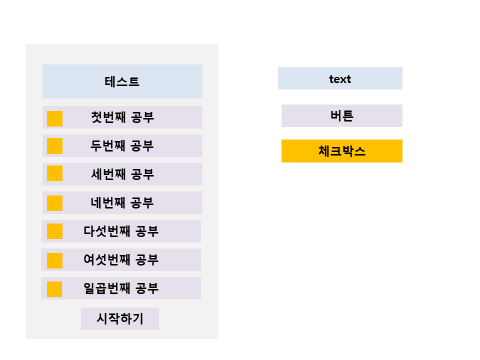 테스트
첫번째 공부
두번째 공부
세번째 공부
네번째 공부
다섯번째 공부
여섯번째 공부
일곱번째 공부
시작하기
text
버튼
체크박스